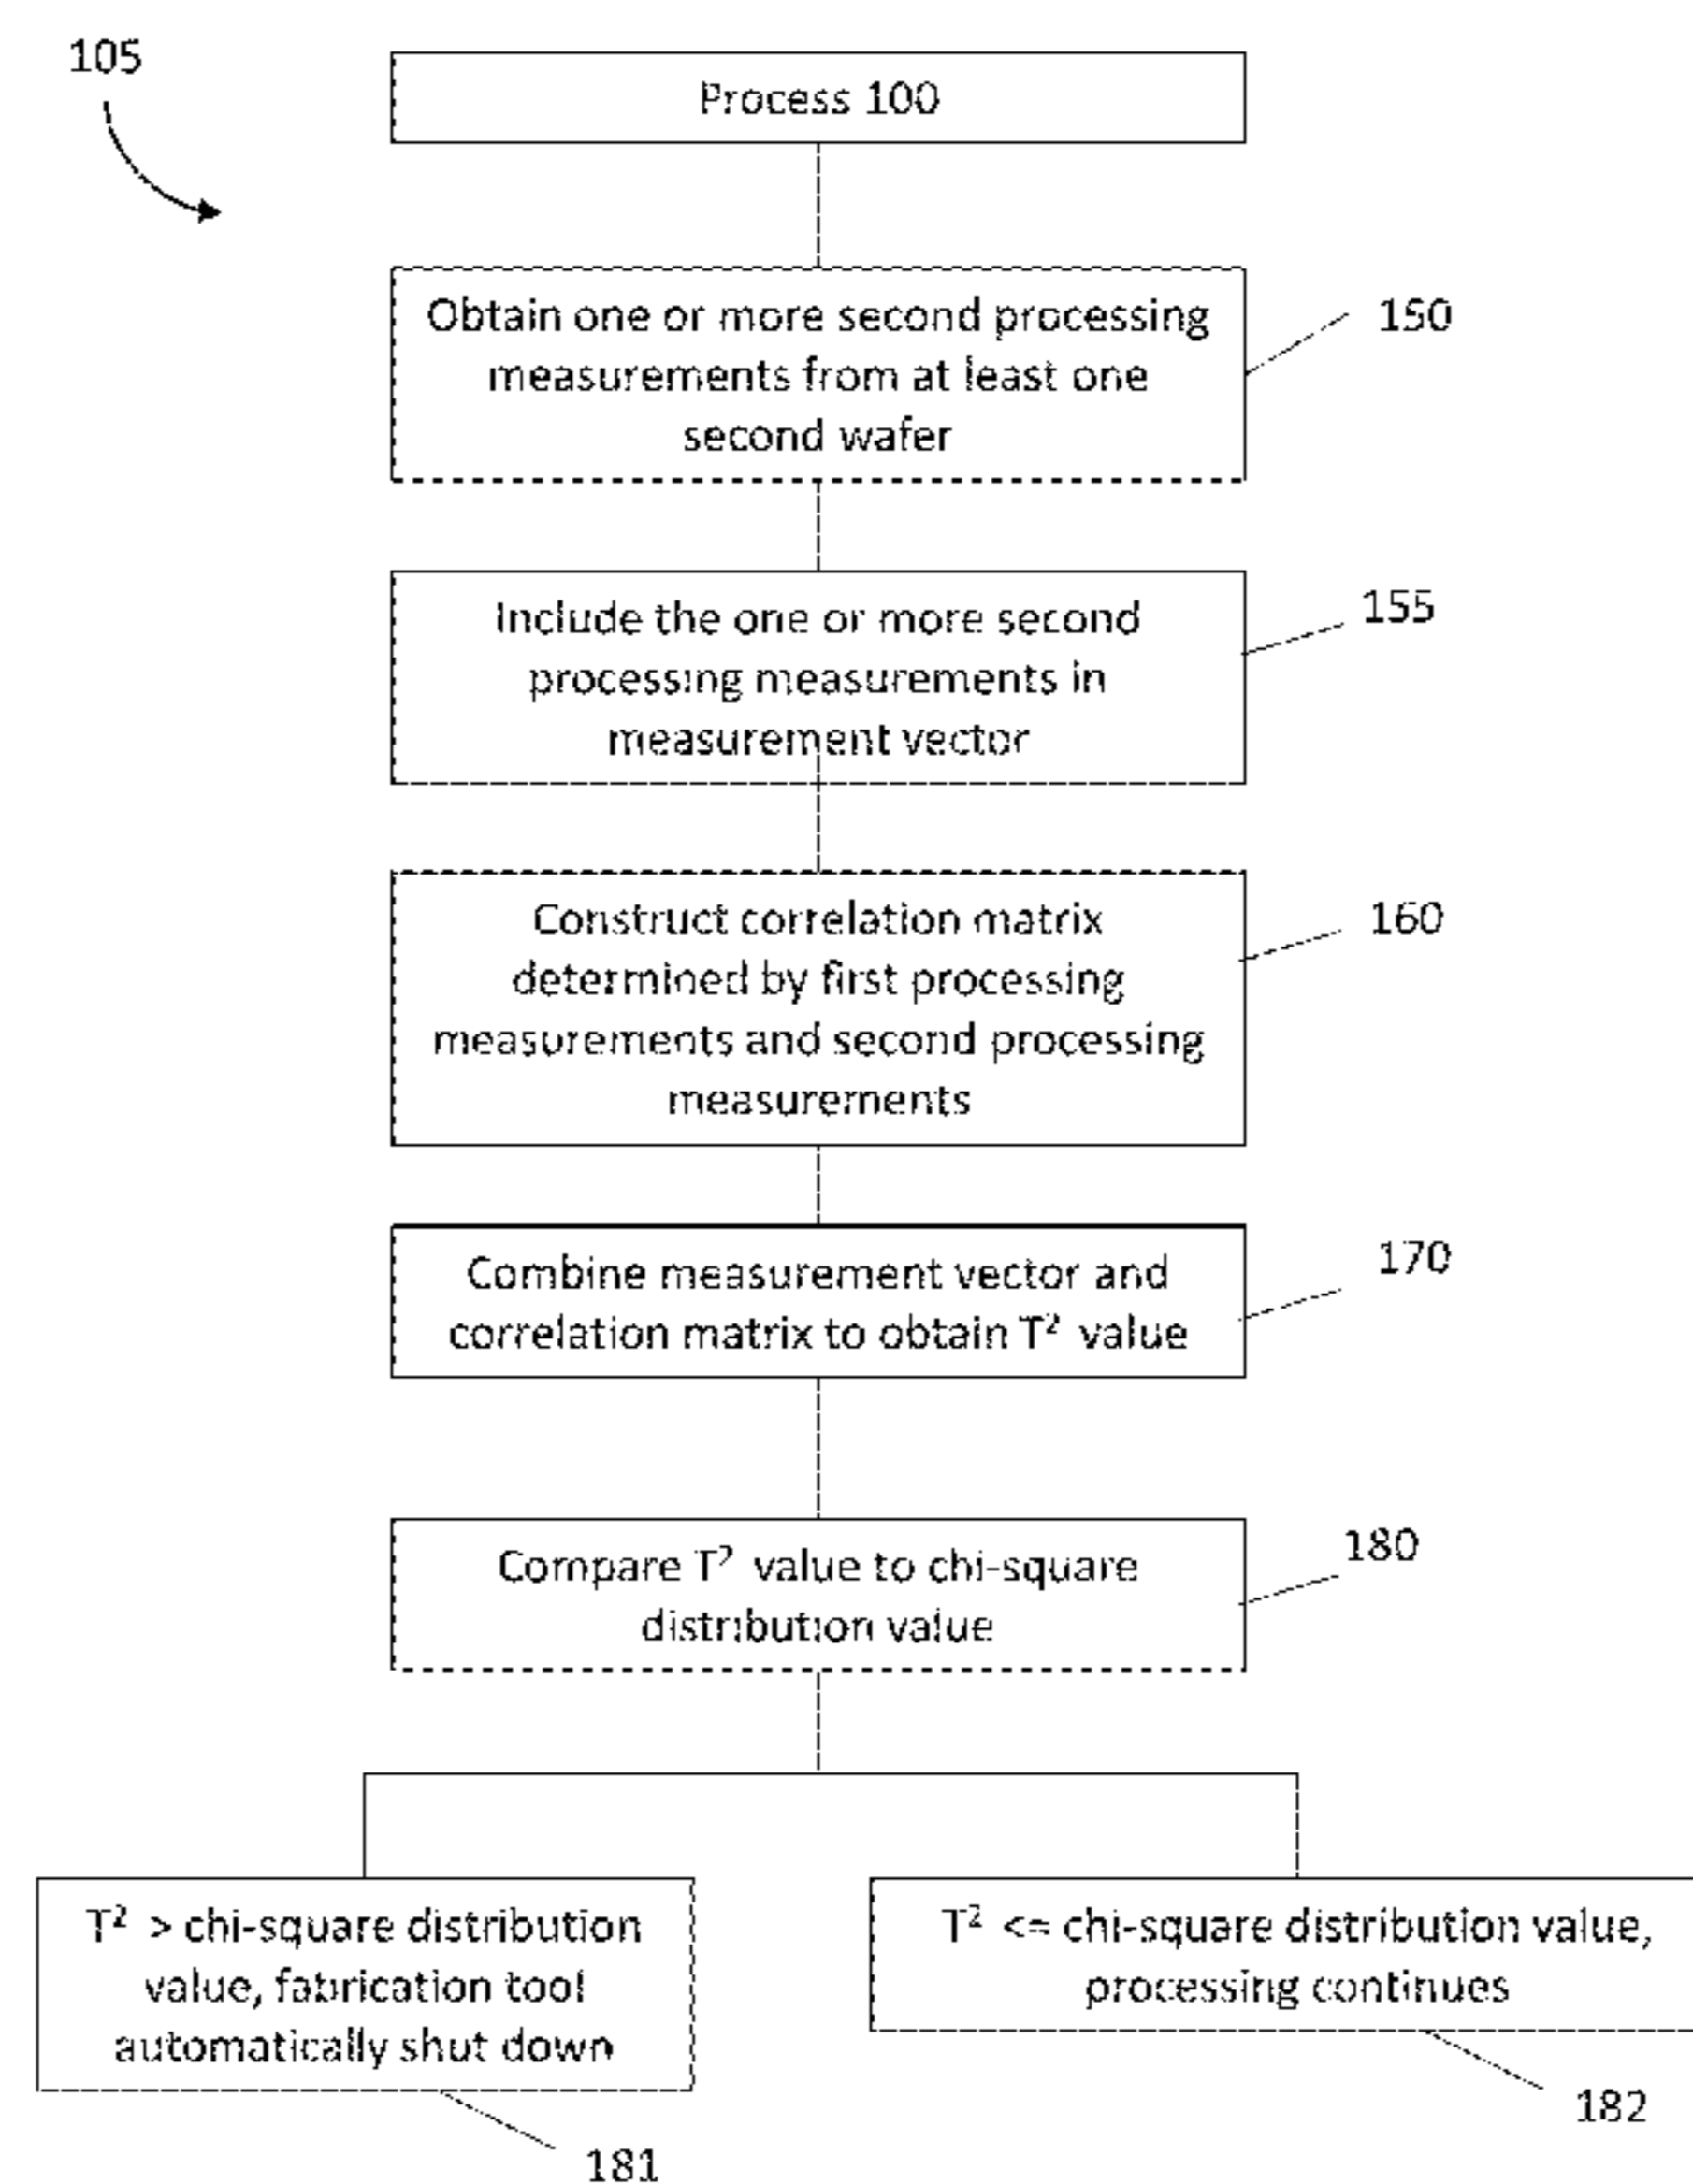 105
Process 100
Obtain one or more second processing
measurements from at least one
second wafer
150
Include the one or more second
processing measurements in
measurement vector
155
Construct correlation matrix
determined by first processing
measurements and second processing
measurements
160
Combine measurement vector and
correlation matrix to obtain T² value
170
Compare T² value to chi-square
distribution value
180
T² > chi-square distribution
value, fabrication tool
automatically shut down
181
T² <= chi-square distribution value,
processing continues
182